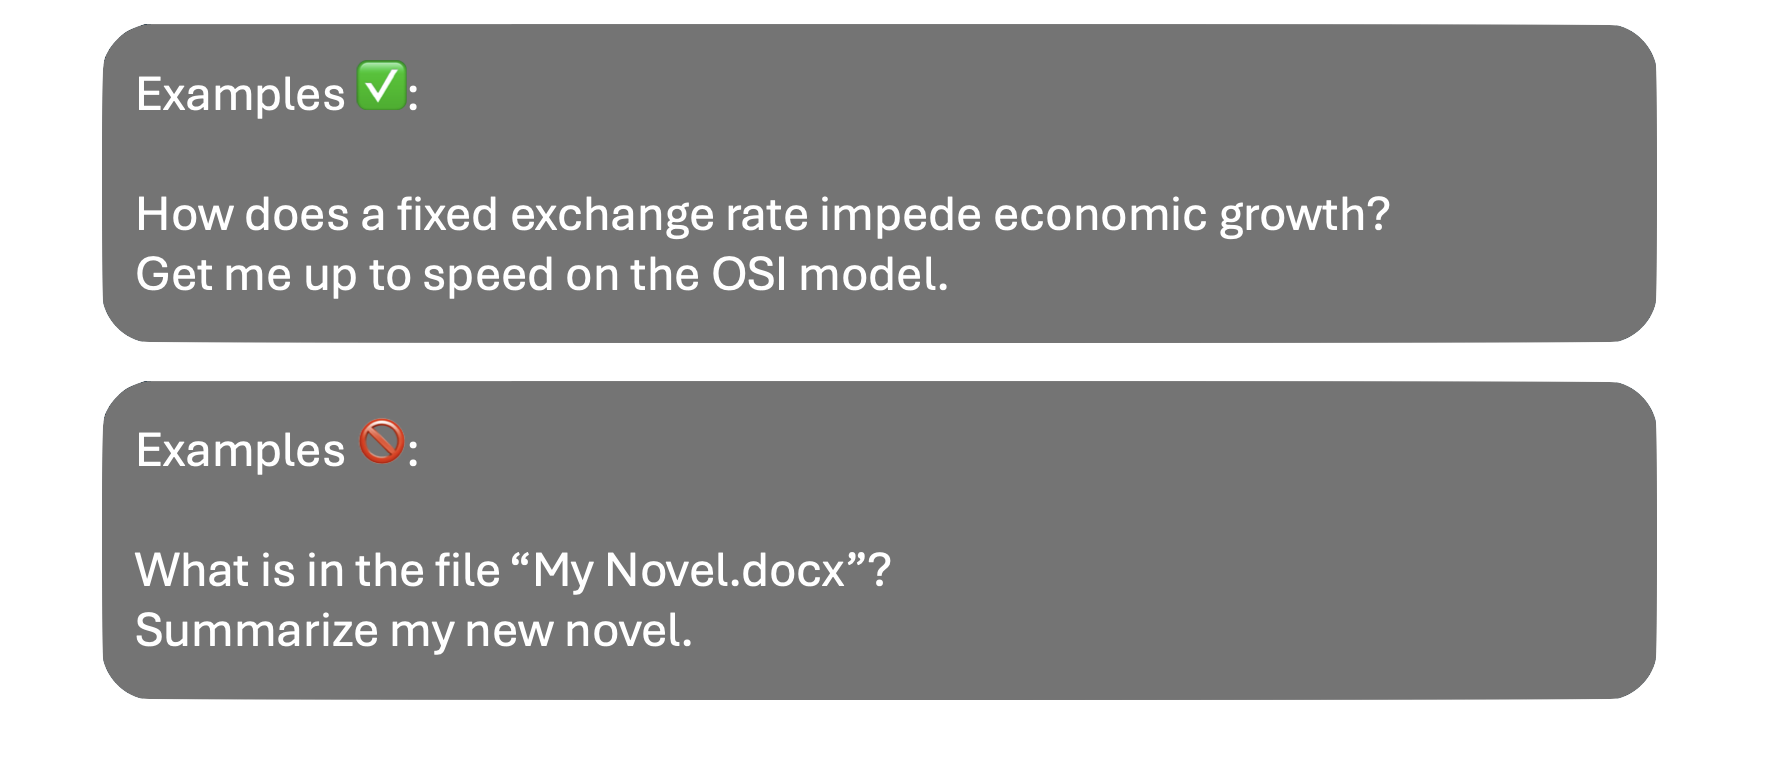 Examples ✅:
How does a fixed exchange rate impede economic growth?
Get me up to speed on the OSI model.
Examples 🚫:
What is in the file “My Novel.docx”?
Summarize my new novel.